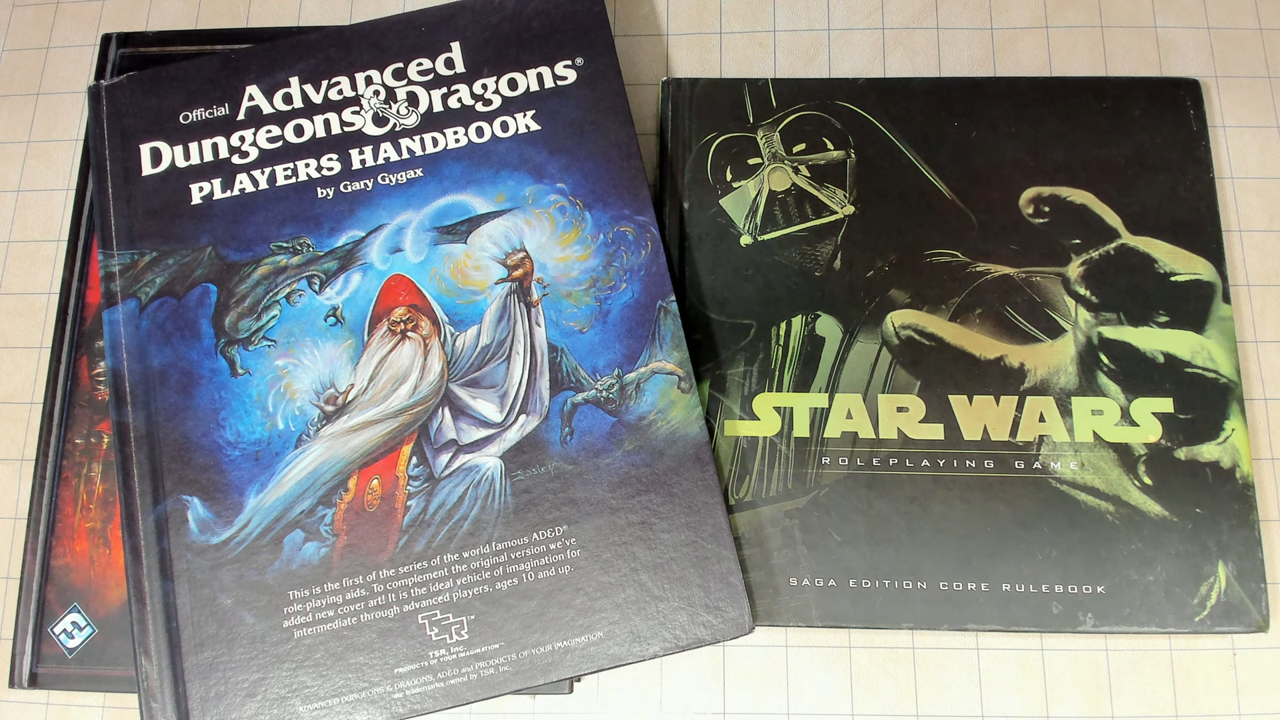 Official Advanced
Dungeons & Dragons®
PLAYERS HANDBOOK
by Gary Gygax
Easley
This is the first of the series of the world famous AD&D®
role-playing aids. To complement the original version we've
added new cover art! It is the ideal vehicle of imagination for
intermediate through advanced players, ages 10 and up.
TSR™
TSR, Inc.
PRODUCTS OF YOUR IMAGINATION™
ADVANCED DUNGEONS & DRAGONS, AD&D and PRODUCTS OF YOUR IMAGINATION
are trademarks owned by TSR, Inc.
STAR WARS
ROLEPLAYING GAME
SAGA EDITION CORE RULEBOOK